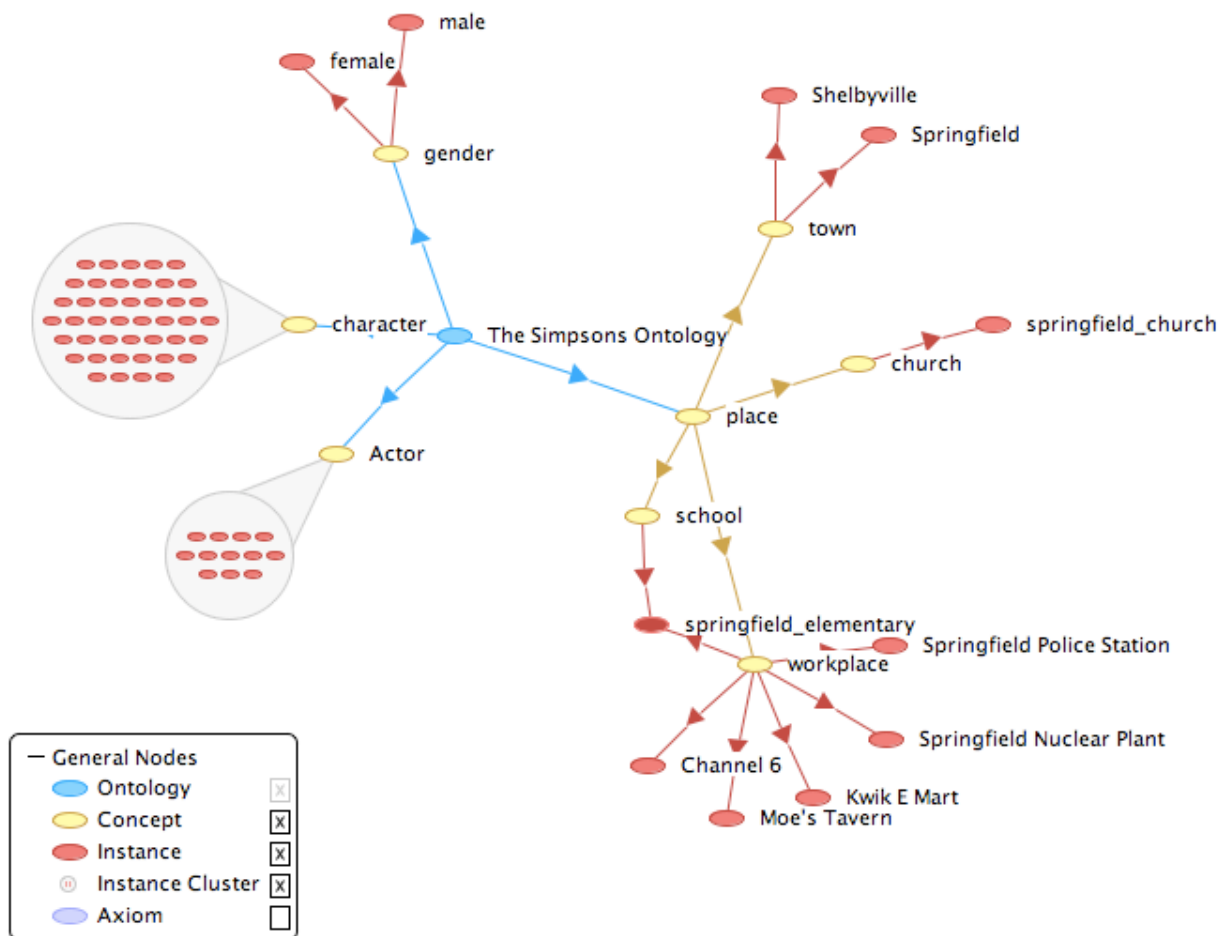 male
female
Shelbyville
Springfield
gender
town
character
The Simpsons Ontology
springfield_church
church
place
Actor
school
springfield_elementary
Springfield Police Station
workplace
Springfield Nuclear Plant
Channel 6
Kwik E Mart
Moe's Tavern
General Nodes
Ontology X
Concept X
Instance X
Instance Cluster X
Axiom